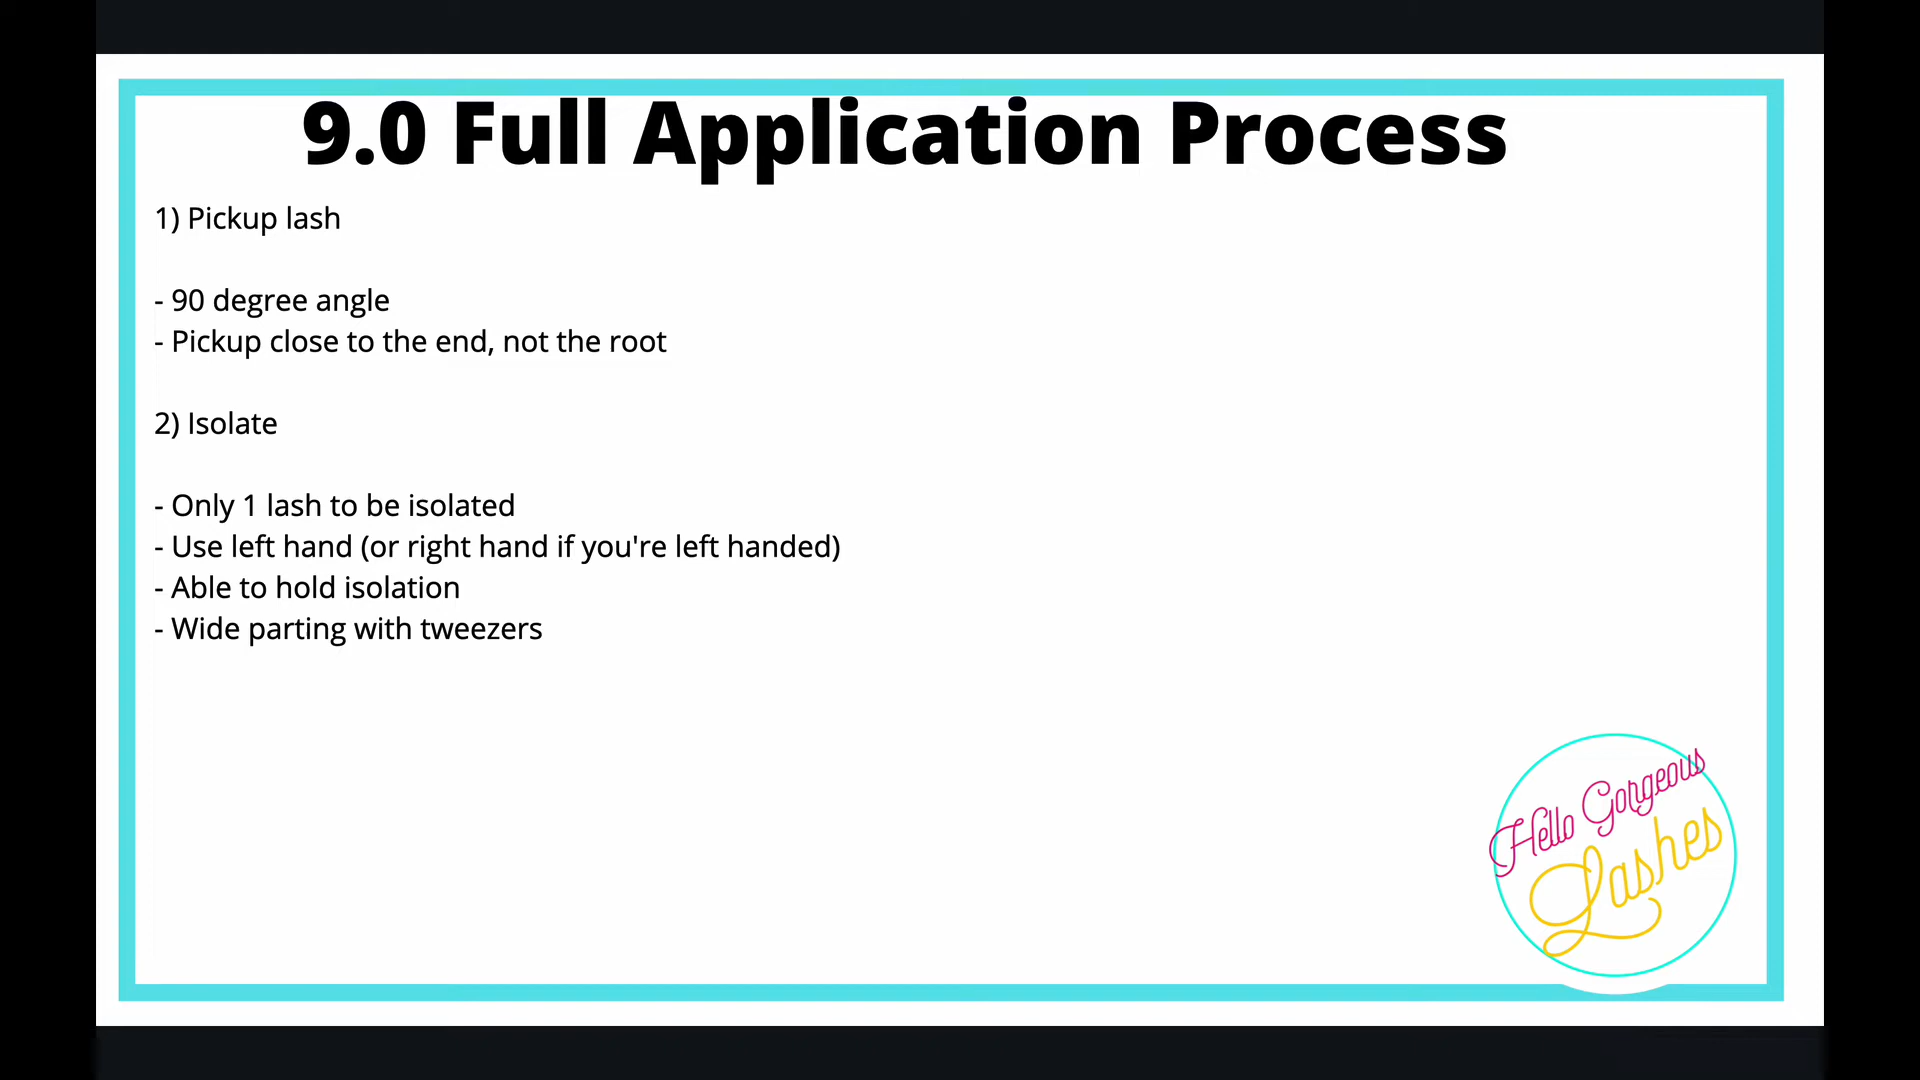 9.0 Full Application Process
1) Pickup lash
- 90 degree angle
- Pickup close to the end, not the root
2) Isolate
- Only 1 lash to be isolated
- Use left hand (or right hand if you're left handed)
- Able to hold isolation
- Wide parting with tweezers
Hello Gorgeous
Lashes